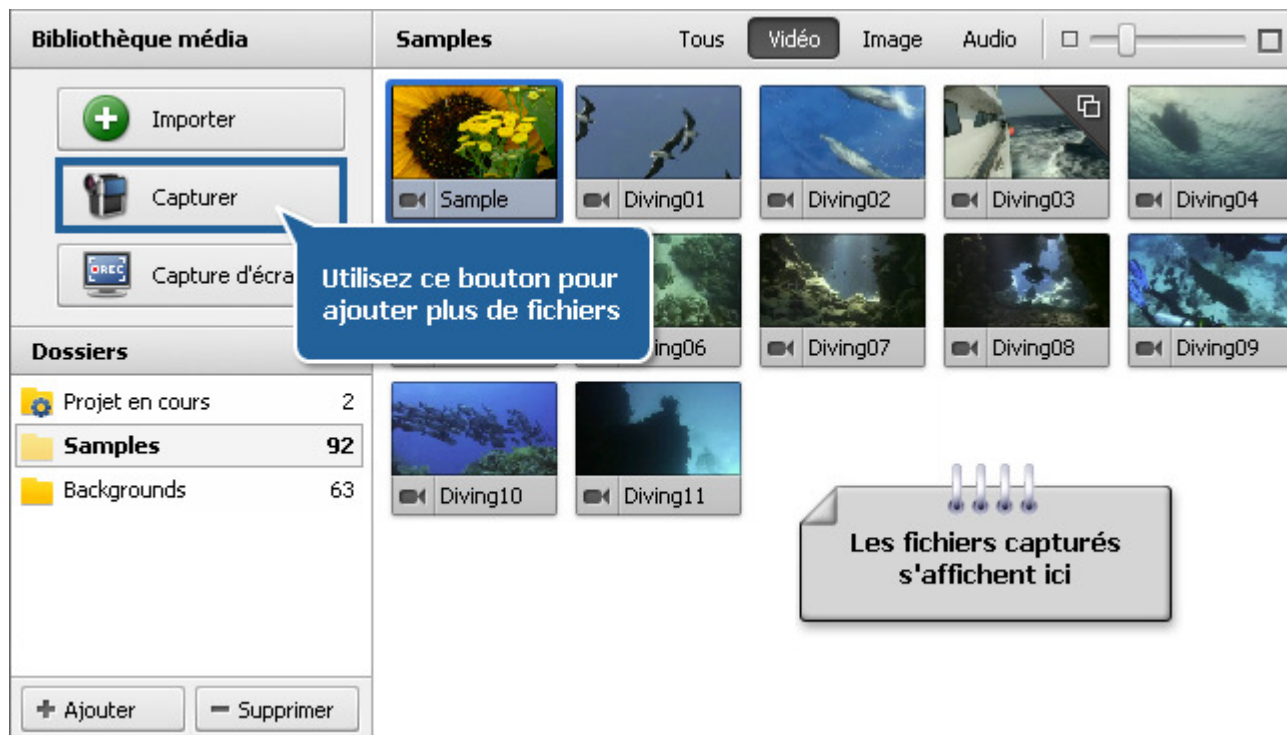 Bibliothèque média
Samples
Tous
Vidéo
Image
Audio
Importer
Capturer
Capture d'écra
OREC
Utilisez ce bouton pour
ajouter plus de fichiers
Sample
Diving01
Diving02
Diving03
Diving04
ing06
Diving07
Diving08
Diving09
Diving10
Diving11
Dossiers
Projet en cours 2
Samples 92
Backgrounds 63
Les fichiers capturés
s'affichent ici
Ajouter
Supprimer